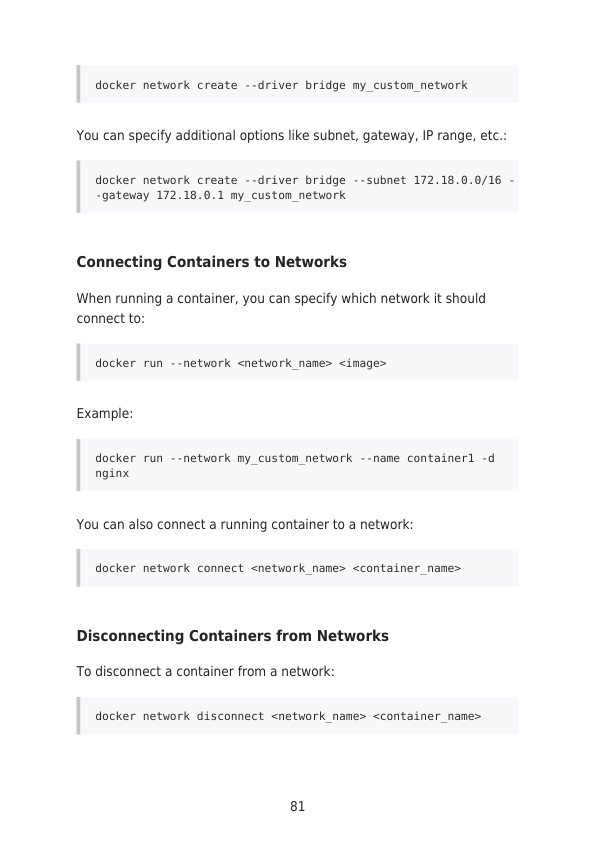 docker network create --driver bridge my_custom_network
You can specify additional options like subnet, gateway, IP range, etc.:
docker network create --driver bridge --subnet 172.18.0.0/16 -
-gateway 172.18.0.1 my_custom_network
Connecting Containers to Networks
When running a container, you can specify which network it should
connect to:
docker run --network <network_name> <image>
Example:
docker run --network my_custom_network --name container1 -d
nginx
You can also connect a running container to a network:
docker network connect <network_name> <container_name>
Disconnecting Containers from Networks
To disconnect a container from a network:
docker network disconnect <network_name> <container_name>
81